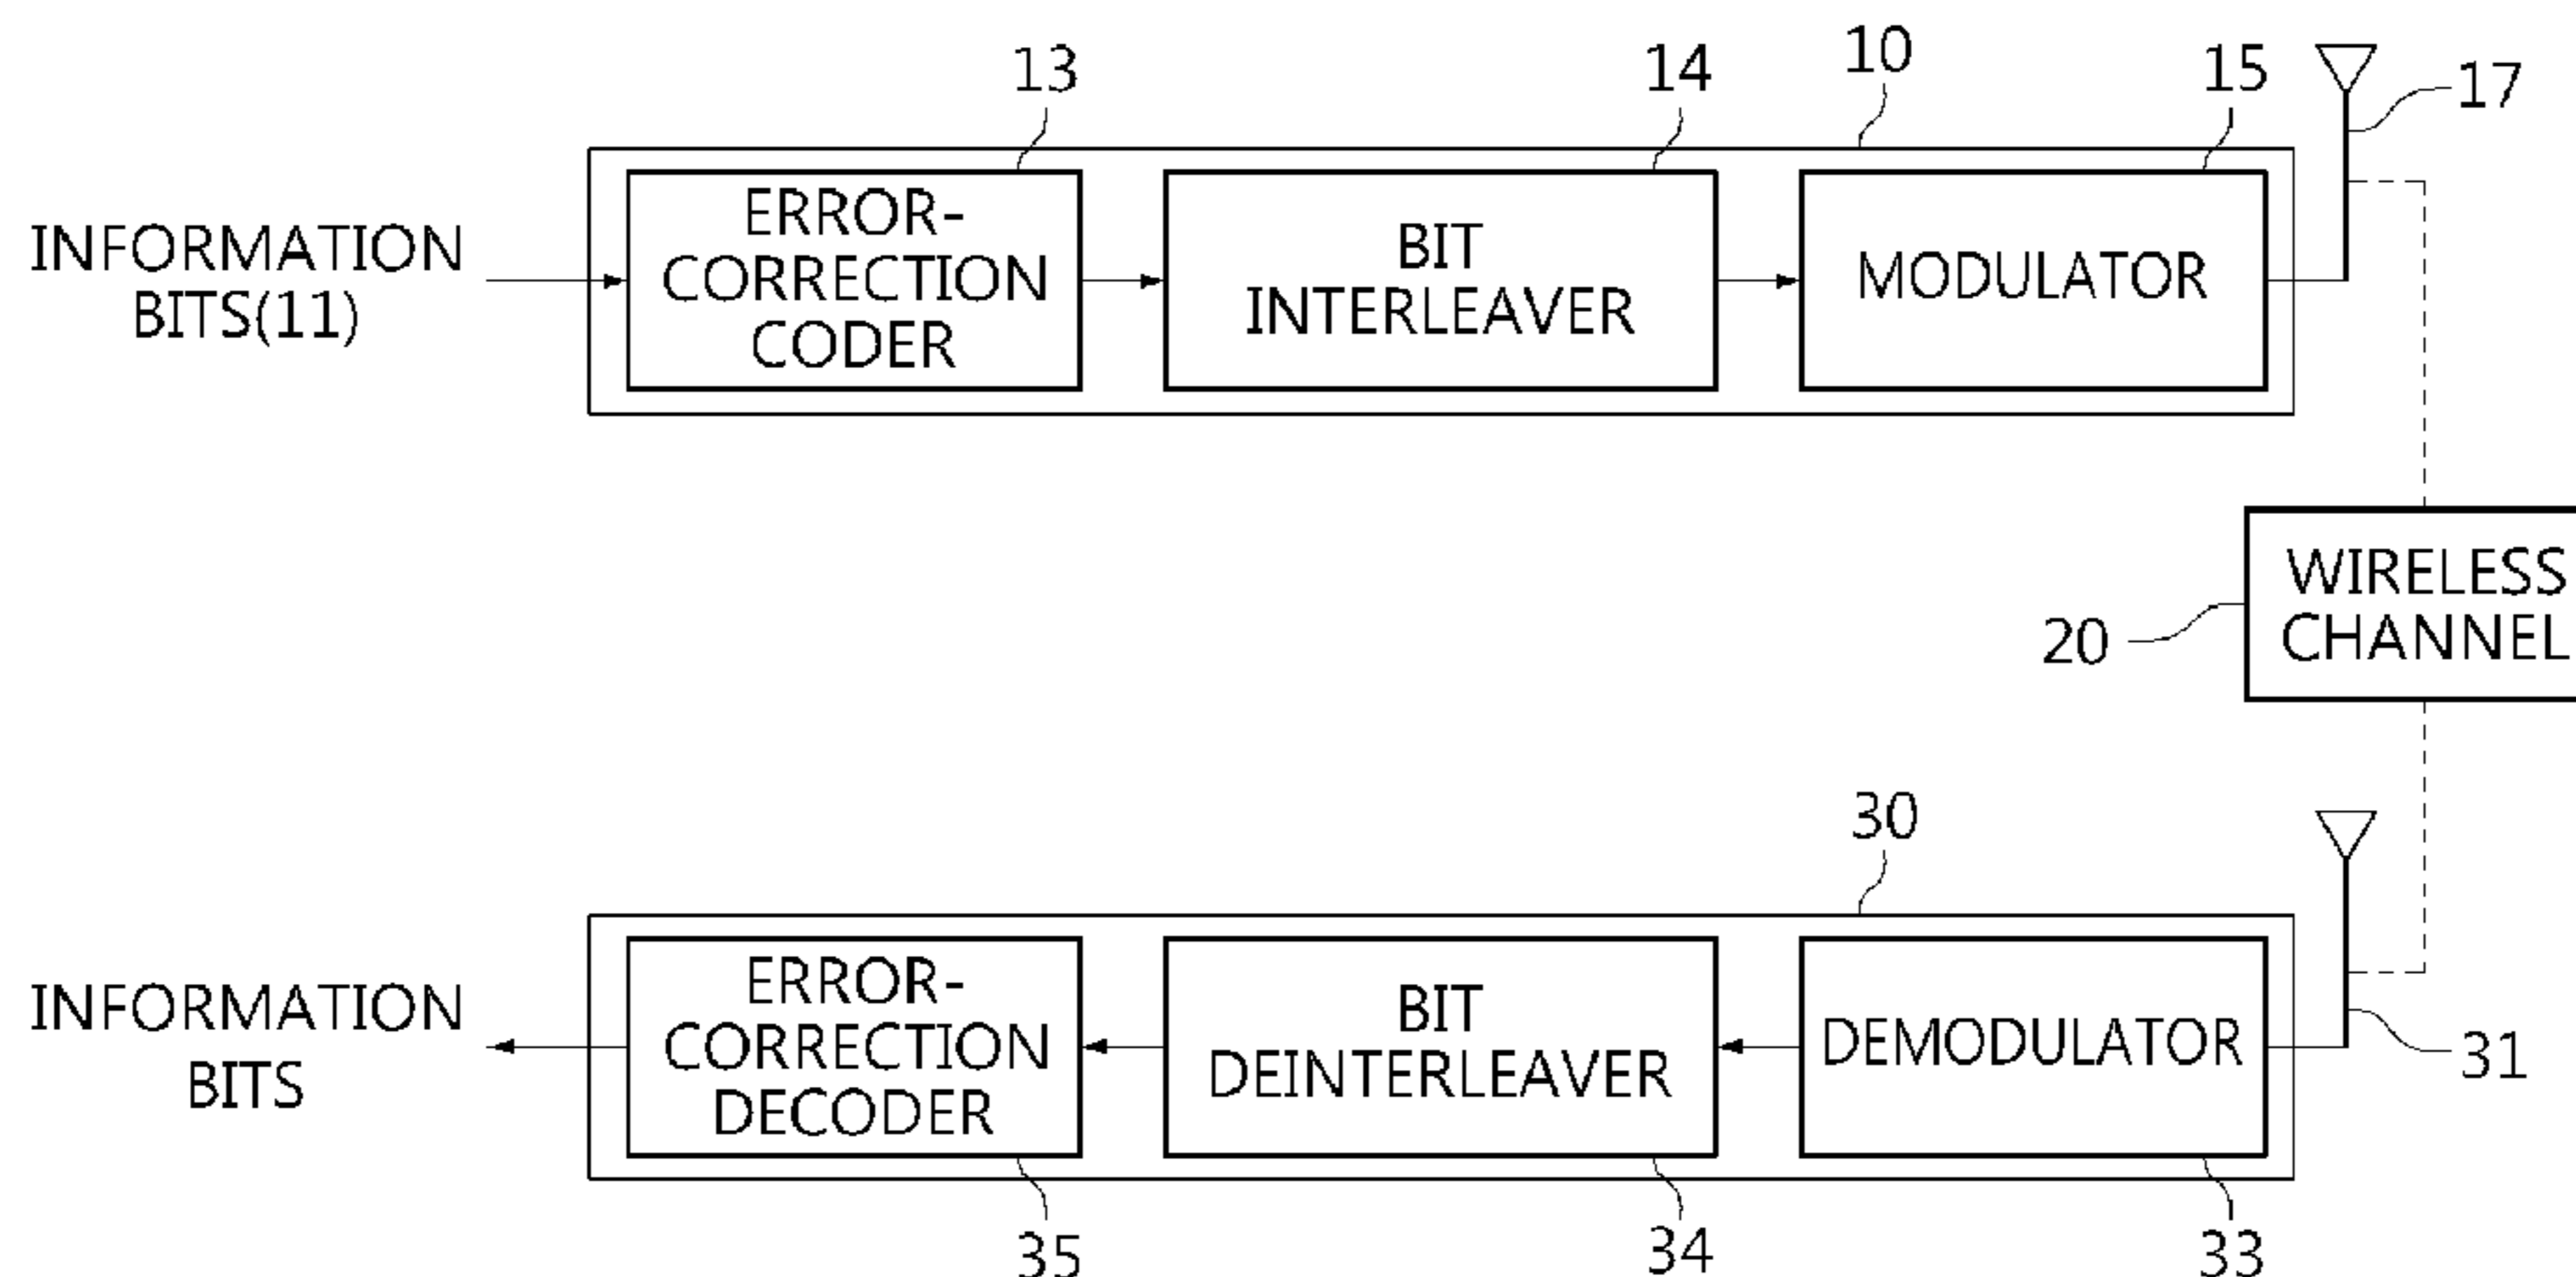 13
14
10
15
17
INFORMATION
BITS(11)
ERROR-
CORRECTION
CODER
BIT
INTERLEAVER
MODULATOR
WIRELESS
CHANNEL
20
30
INFORMATION
BITS
ERROR-
CORRECTION
DECODER
BIT
DEINTERLEAVER
DEMODULATOR
31
35
34
33